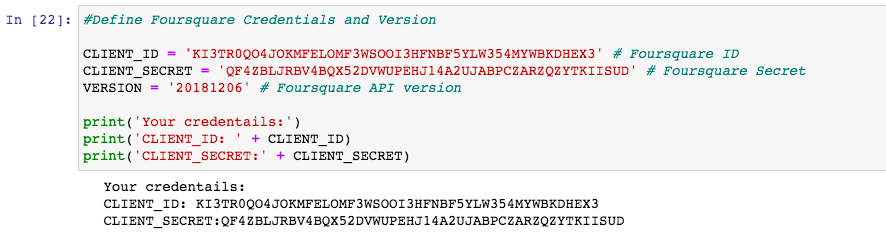 In [22]: #Define Foursquare Credentials and Version
CLIENT_ID = 'KI3TR0QO4JOKMFELOMF3WSOOI3HFNBF5YLW354MYWBKDHEX3' # Foursquare ID
CLIENT_SECRET = 'QF4ZBLJRBV4BQX52DVWUPEHJ14A2UJABPCZARZQZYTKIISUD' # Foursquare Secret
VERSION = '20181206' # Foursquare API version
print('Your credentails:')
print('CLIENT_ID: ' + CLIENT_ID)
print('CLIENT_SECRET:' + CLIENT_SECRET)
Your credentails:
CLIENT_ID: KI3TR0QO4JOKMFELOMF3WSOOI3HFNBF5YLW354MYWBKDHEX3
CLIENT_SECRET:QF4ZBLJRBV4BQX52DVWUPEHJ14A2UJABPCZARZQZYTKIISUD